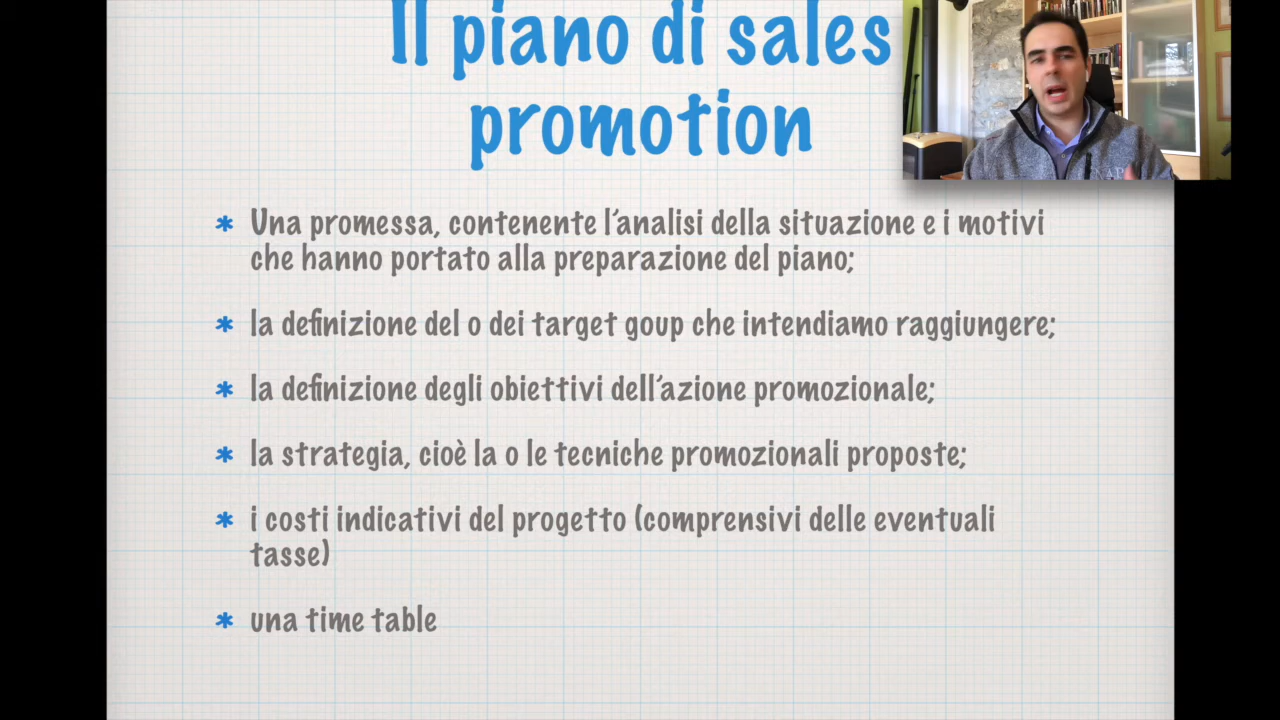 Il piano di sales
promotion
* Una promessa, contenente l'analisi della situazione e i motivi
che hanno portato alla preparazione del piano;
* la definizione del o dei target goup che intendiamo raggiungere;
* la definizione degli obiettivi dell'azione promozionale;
* la strategia, cioè la o le tecniche promozionali proposte;
* i costi indicativi del progetto (comprensivi delle eventuali
tasse)
* una time table